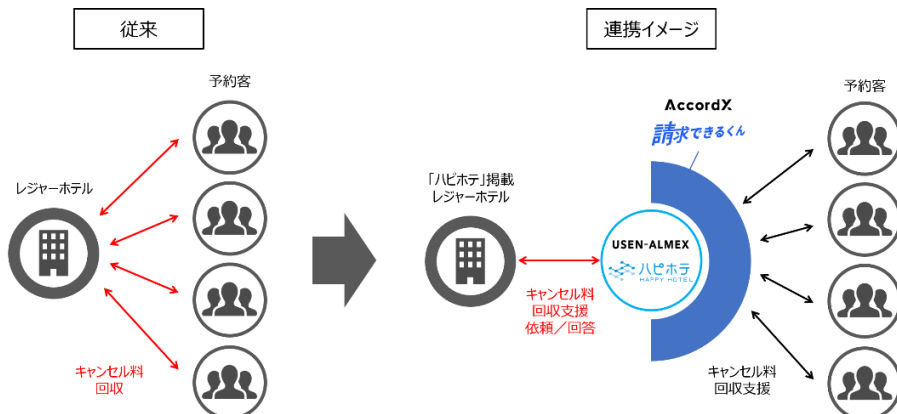 従来
予約客
レジャーホテル
キャンセル料
回収
連携イメージ
AccordX
請求できるくん
予約客
「ハピホテ」掲載
レジャーホテル
USEN-ALMEX
ハピホテ
HAPPY HOTEL
キャンセル料
回収支援
依頼／回答
キャンセル料
回収支援